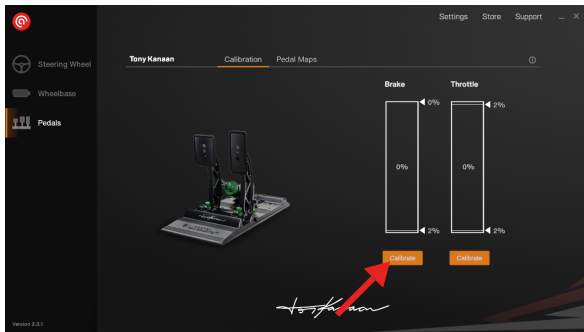 Settings Store Support
Steering Wheel
Wheelbase
Pedals
Tony Kanaan Calibration Pedal Maps
Brake Throttle
0% 2%
0% 0%
2% 2%
Calibrate Calibrate
Version 2.3.1